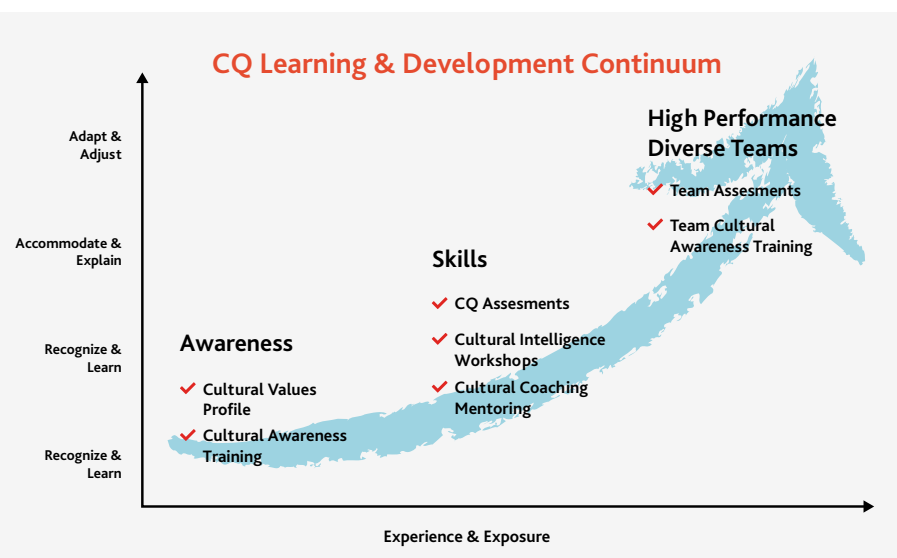 CQ Learning & Development Continuum
Adapt &
Adjust
Accommodate &
Explain
Recognize &
Learn
Recognize &
Learn
High Performance
Diverse Teams
Team Assesments
Team Cultural
Awareness Training
Skills
CQ Assesments
Cultural Intelligence
Workshops
Cultural Coaching
Mentoring
Awareness
Cultural Values
Profile
Cultural Awareness
Training
Experience & Exposure